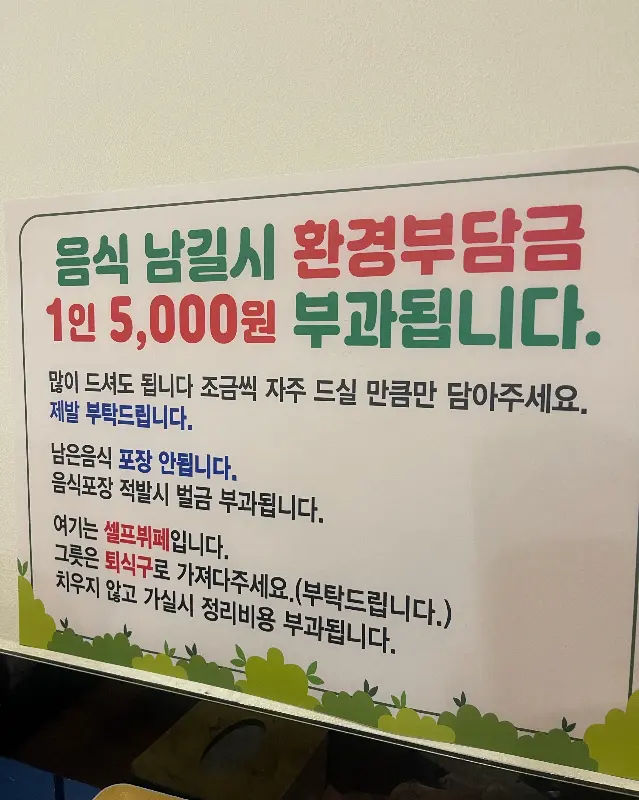 음식 남길시 환경부담금
1인 5,000원 부과됩니다.
많이 드셔도 됩니다 조금씩 자주 드실 만큼만 담아주세요.
제발 부탁드립니다.
남은음식 포장 안됩니다.
음식포장 적발시 벌금 부과됩니다.
여기는 셀프뷔페입니다.
그릇은 퇴식구로 가져다주세요.(부탁드립니다.)
치우지 않고 가실시 정리비용 부과됩니다.